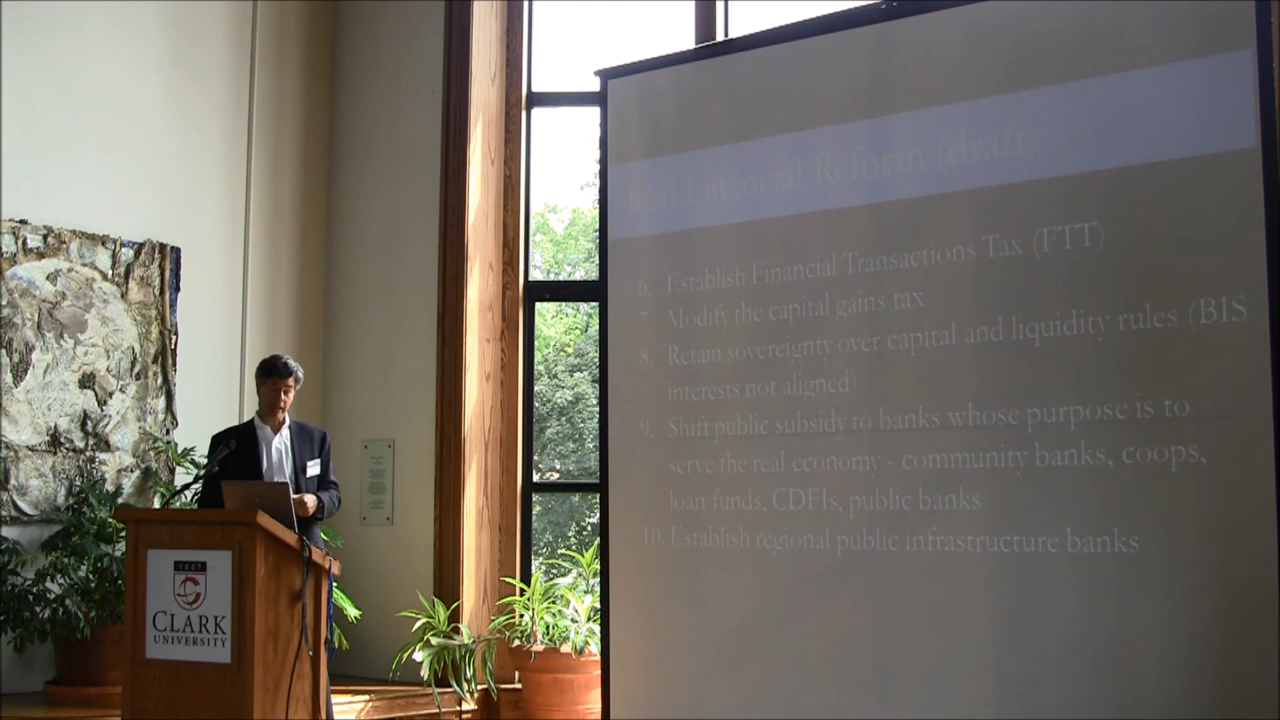 Real Financial Reform (draft)
6. Establish Financial Transactions Tax (FTT)
7. Modify the capital gains tax
8. Retain sovereignty over capital and liquidity rules (BIS
interests not aligned)
9. Shift public subsidy to banks whose purpose is to
serve the real economy - community banks, coops,
loan funds, CDFIs, public banks
10. Establish regional public infrastructure banks
1887
CLARK
UNIVERSITY